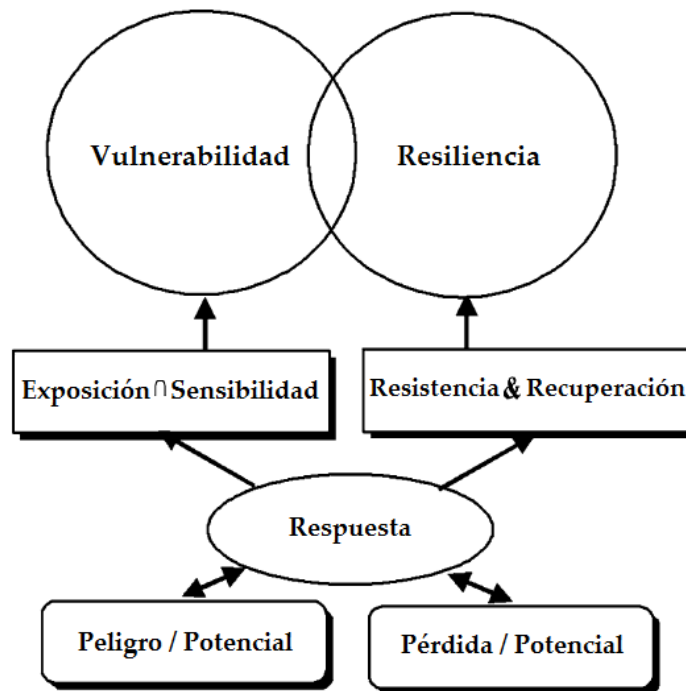 Vulnerabilidad
Resiliencia
Exposición ∩ Sensibilidad
Resistencia & Recuperación
Respuesta
Peligro / Potencial
Pérdida / Potencial